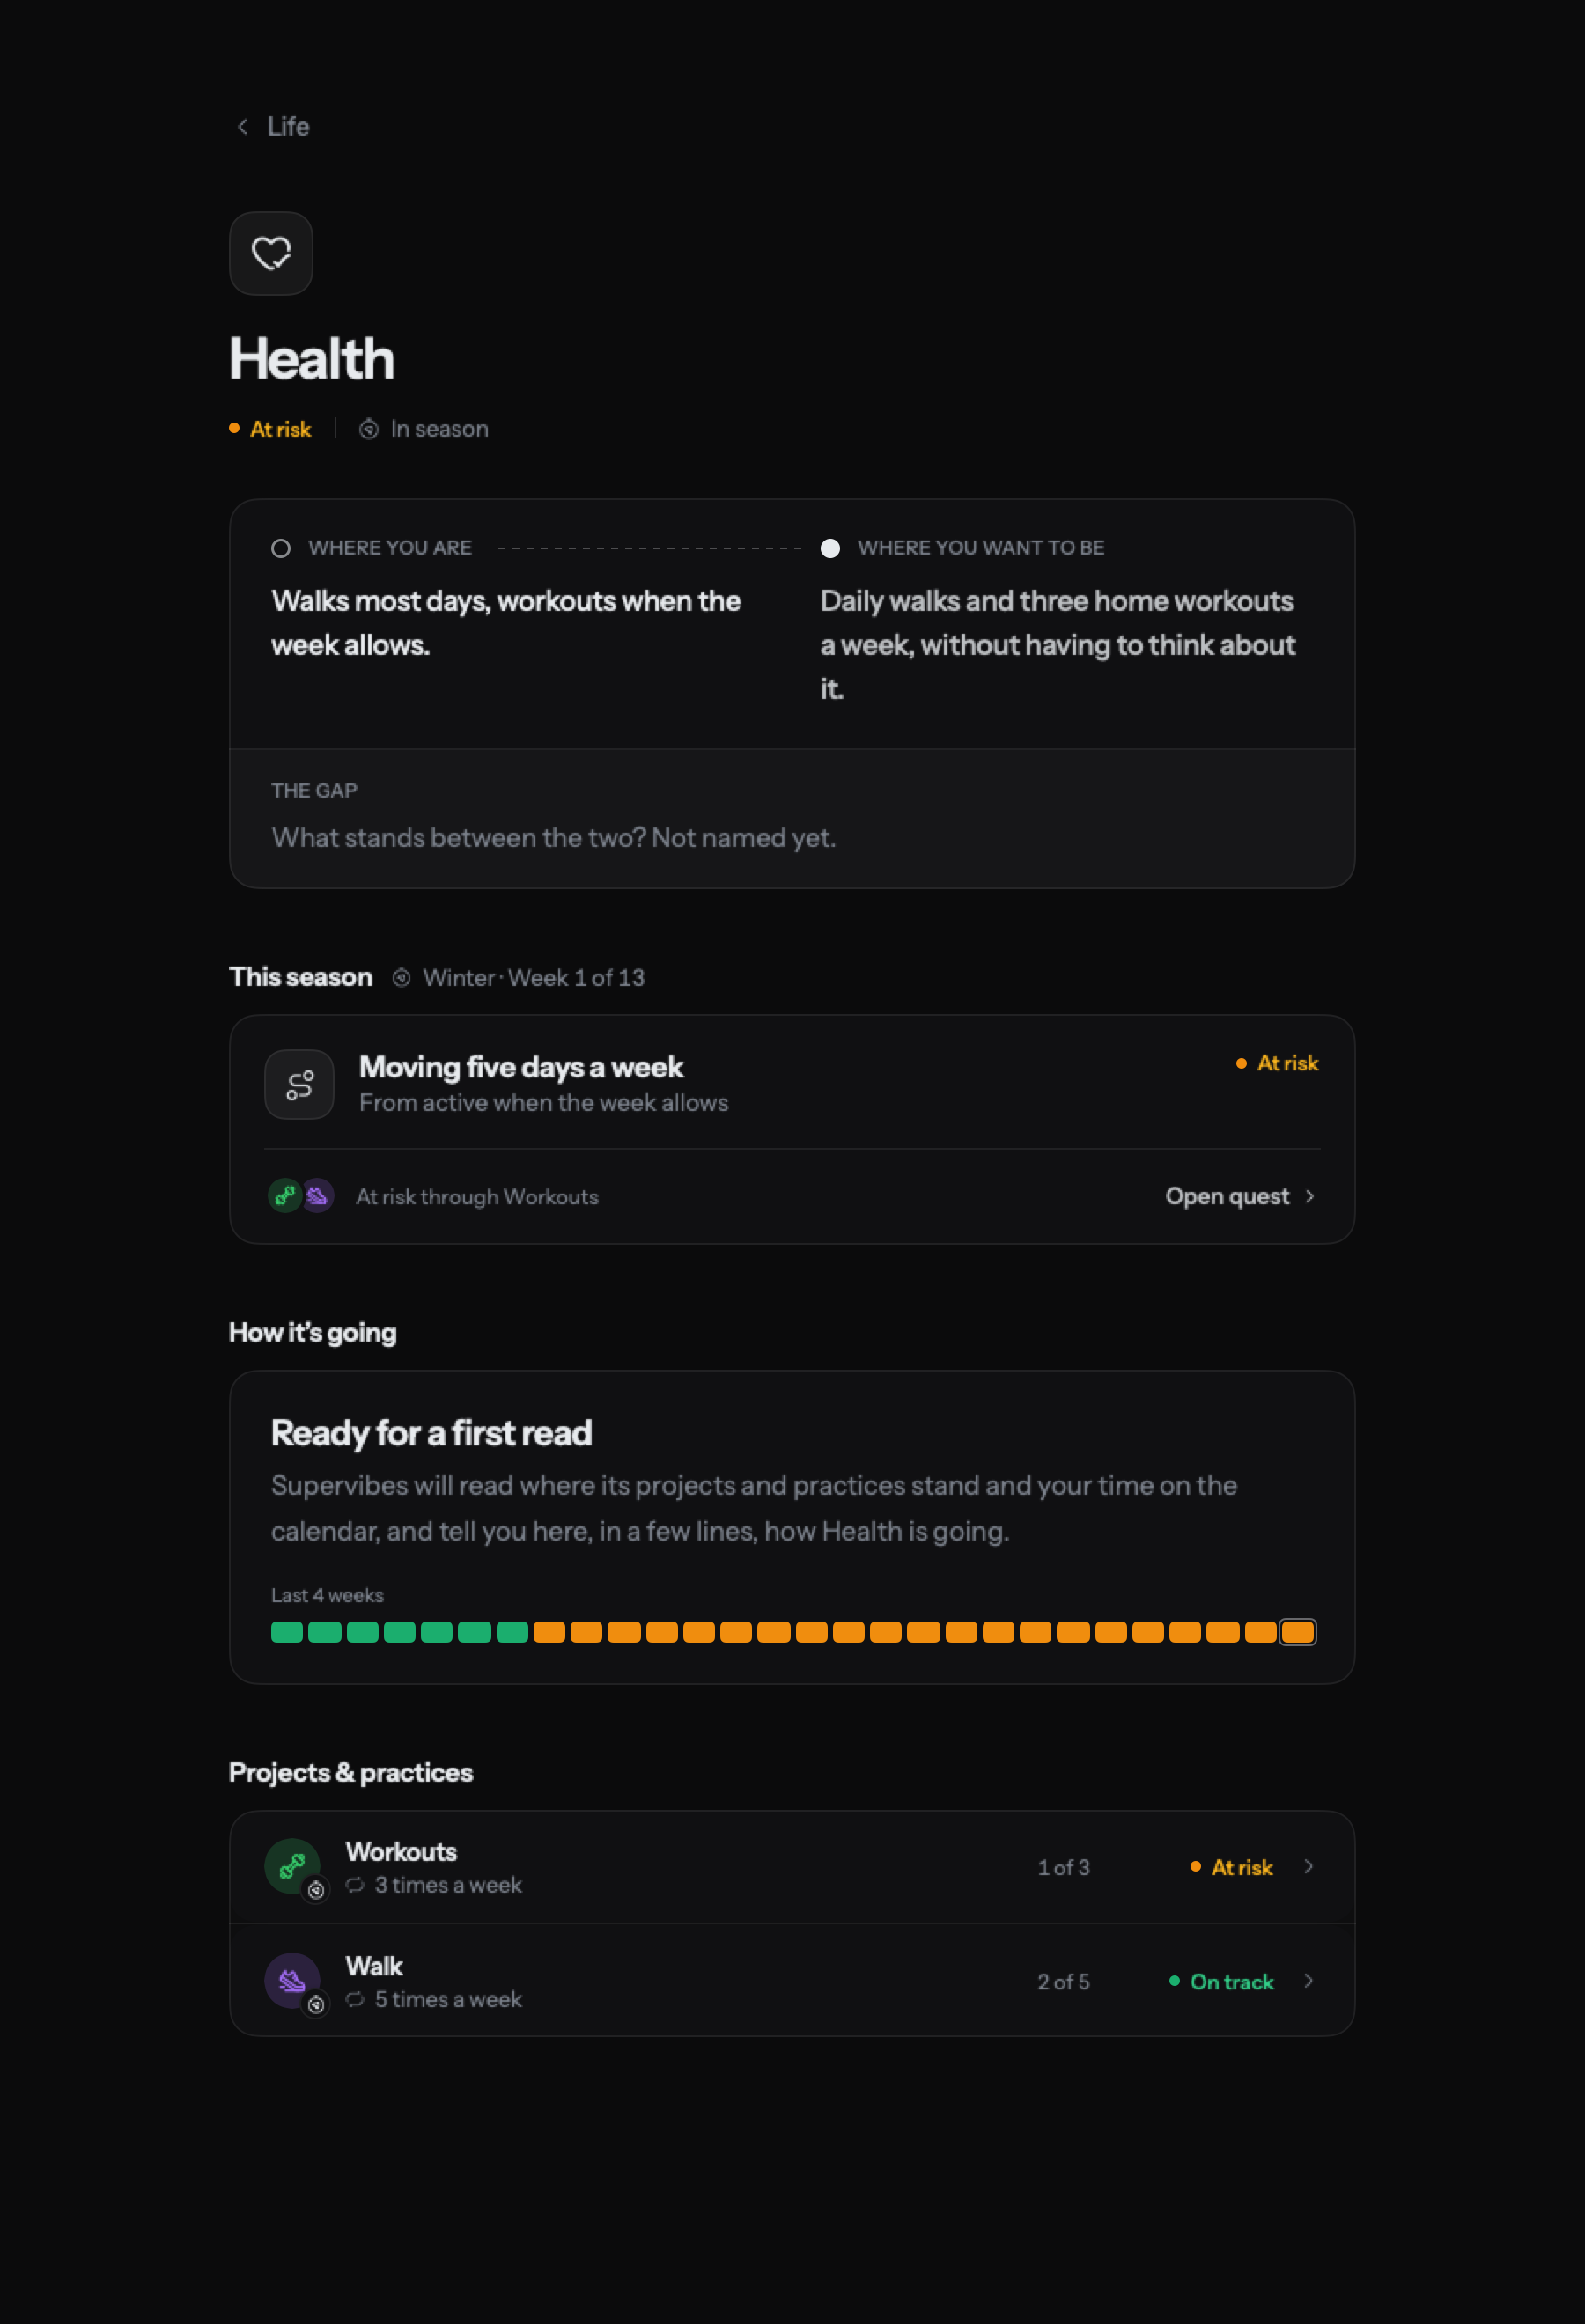 Life
Health
At risk
In season
WHERE YOU ARE
WHERE YOU WANT TO BE
Walks most days, workouts when the
week allows.
Daily walks and three home workouts
a week, without having to think about
it.
THE GAP
What stands between the two? Not named yet.
This season
Winter · Week 1 of 13
Moving five days a week
At risk
From active when the week allows
At risk through Workouts
Open quest
How it’s going
Ready for a first read
Supervibes will read where its projects and practices stand and your time on the
calendar, and tell you here, in a few lines, how Health is going.
Last 4 weeks
Projects & practices
Workouts
3 times a week
1 of 3
At risk
Walk
5 times a week
2 of 5
On track